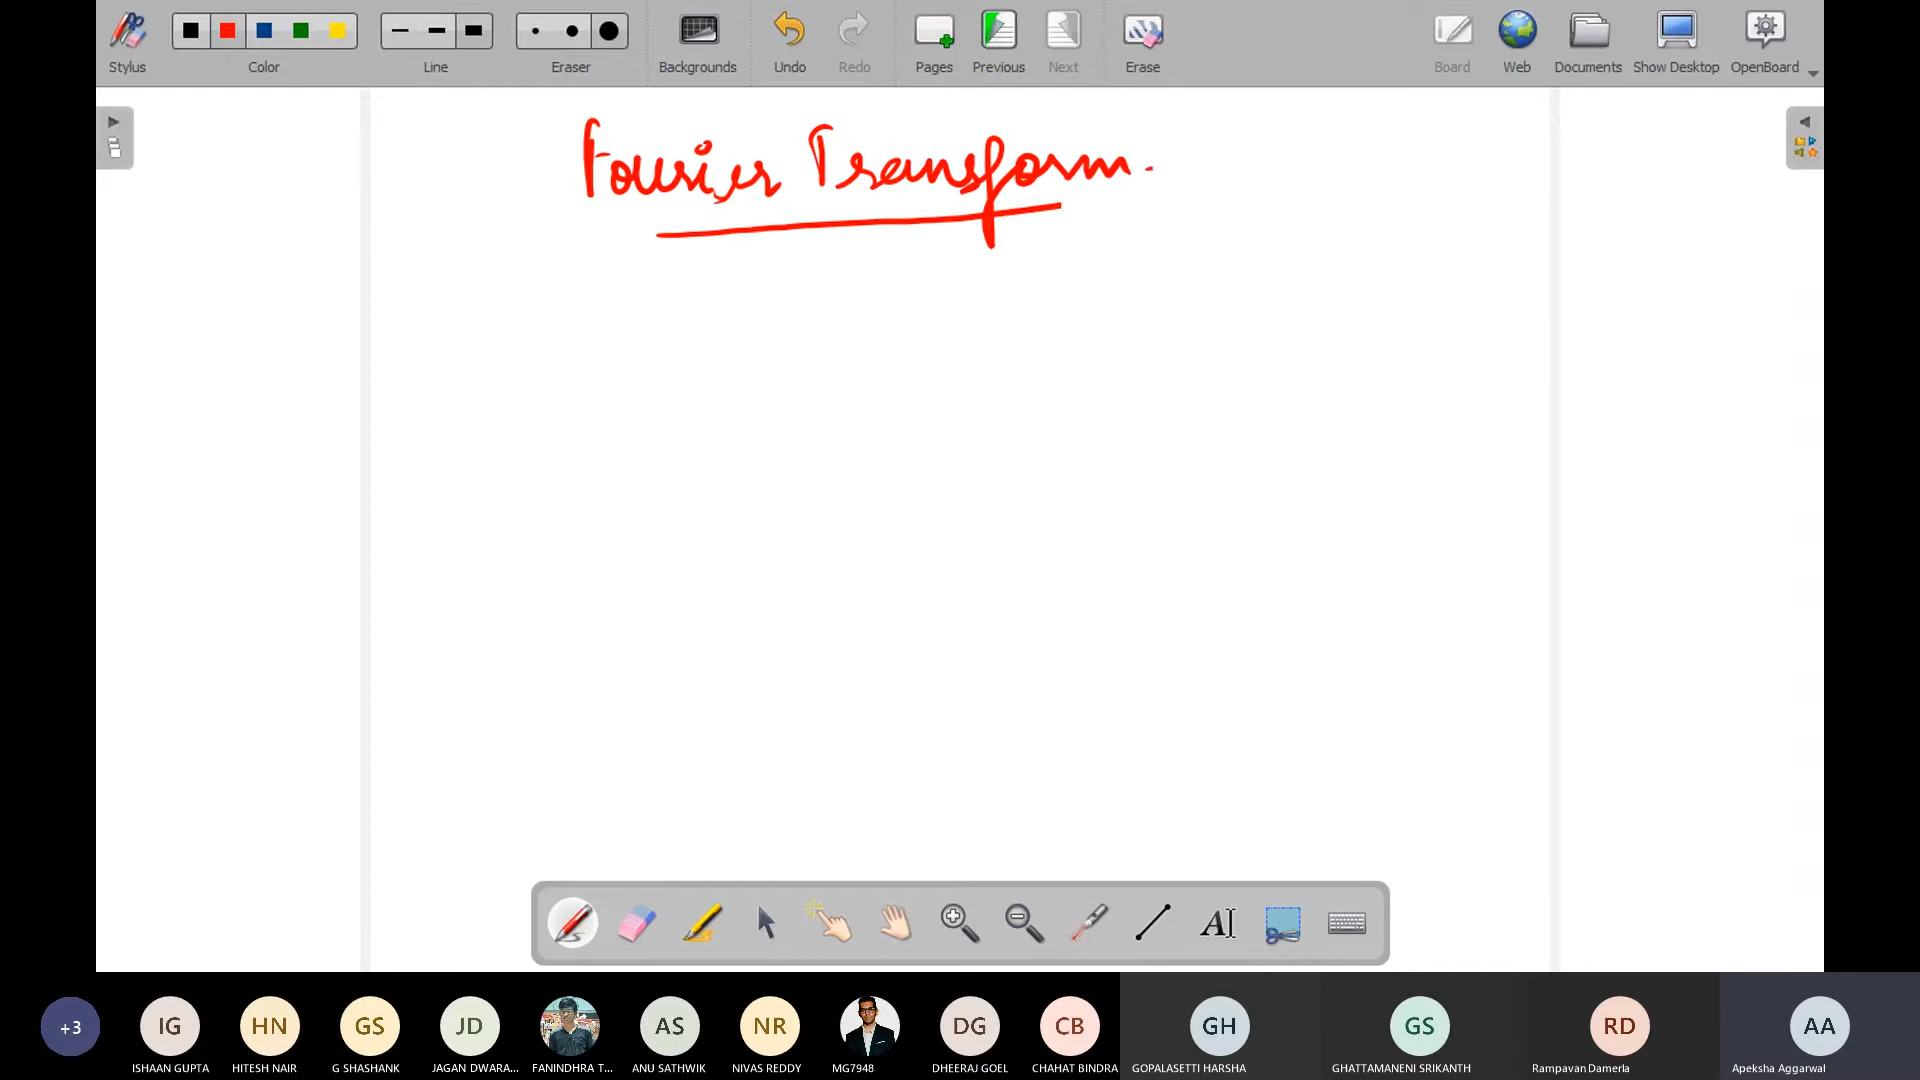 Stylus
Color
Line
Eraser
Backgrounds
Undo
Redo
Pages
Previous
Next
Erase
Board
Web
Documents
Show Desktop
OpenBoard
Fourier Transform.
AI
+3
IG
HN
GS
JD
AS
NR
DG
CB
GH
GS
RD
AA
ISHAAN GUPTA
HITESH NAIR
G SHASHANK
JAGAN DWARA...
FANINDHRA T...
ANU SATHWIK
NIVAS REDDY
MG7948
DHEERAJ GOEL
CHAHAT BINDRA
GOPALASETTI HARSHA
GHATTAMANENI SRIKANTH
Rampavan Damerla
Apeksha Aggarwal